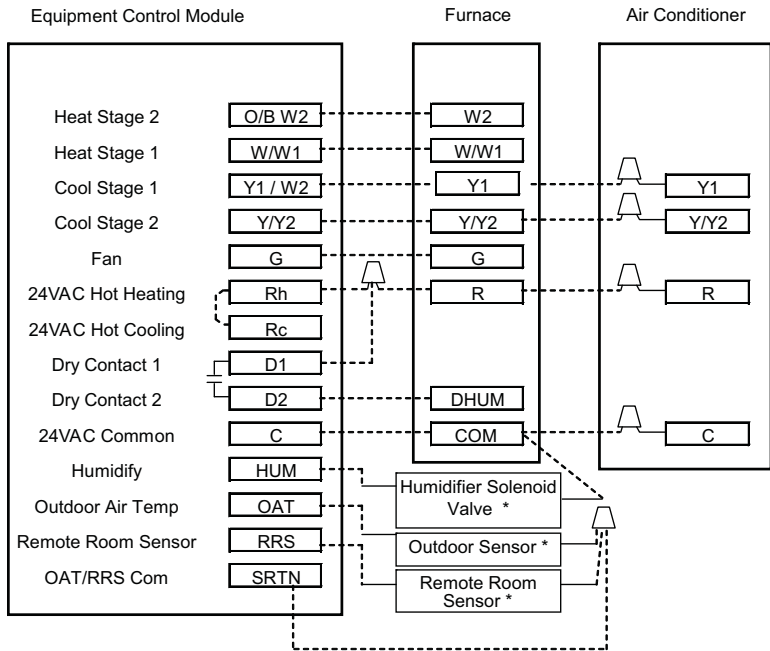 Equipment Control Module Furnace Air Conditioner
Heat Stage 2 O/B W2 W2
Heat Stage 1 W/W1 W/W1
Cool Stage 1 Y1 / W2 Y1 Y1
Cool Stage 2 Y/Y2 Y/Y2 Y/Y2
Fan G G
24VAC Hot Heating Rh R R
24VAC Hot Cooling Rc
Dry Contact 1 D1
Dry Contact 2 D2 DHUM
24VAC Common C COM C
Humidify HUM
Humidifier Solenoid
Valve *
Outdoor Air Temp OAT
Outdoor Sensor *
Remote Room Sensor RRS
Remote Room
Sensor *
OAT/RRS Com SRTN